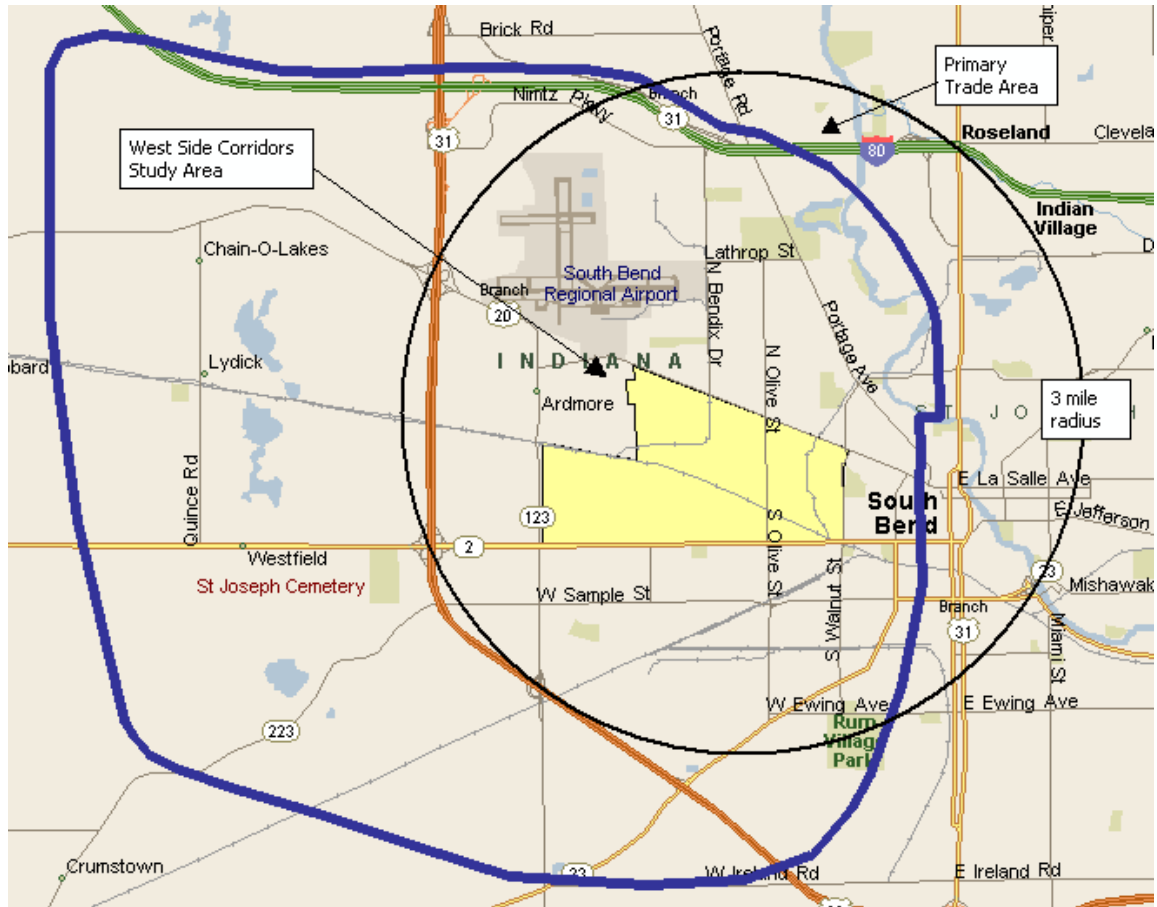 Brick Rd
Portage Rd
Primary
Trade Area
Nimtz Pkwy
Branch
31
31
Roseland
80
West Side Corridors
Study Area
Indian
Village
Chain-O-Lakes
Lathrop St
South Bend
Regional Airport
Branch
20
N Bendix Dr
Portage Ave
INDIANA
Lydick
N Olive St
Ardmore
3 mile
radius
Quince Rd
E La Salle Ave
South
Bend
E Jefferson
123
S Olive St
2
Westfield
St Joseph Cemetery
W Sample St
S Walnut St
23
Branch
31
Miami St
W Ewing Ave
E Ewing Ave
Rum
Village
Park
223
Crumstown
23
W Ireland Rd
E Ireland Rd